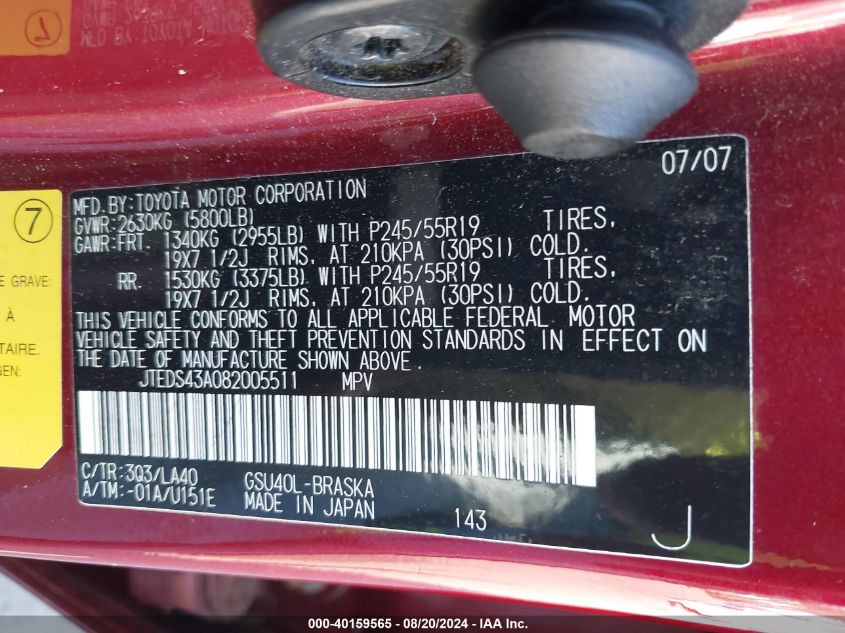 7
E GRAVE:
À
TAIRE.
GEN:
07/07
MFD.BY:TOYOTA MOTOR CORPORATION
GVWR:2630KG (5800LB)
GAWR:FRT. 1340KG (2955LB) WITH P245/55R19 TIRES,
19X7 1/2J RIMS, AT 210KPA (30PSI) COLD.
RR. 1530KG (3375LB) WITH P245/55R19 TIRES,
19X7 1/2J RIMS, AT 210KPA (30PSI) COLD.
THIS VEHICLE CONFORMS TO ALL APPLICABLE FEDERAL MOTOR
VEHICLE SAFETY AND THEFT PREVENTION STANDARDS IN EFFECT ON
THE DATE OF MANUFACTURE SHOWN ABOVE.
JTEDS43A082005511 MPV
C/TR:3Q3/LA40 GSU40L-BRASKA
A/TM:-01A/U151E MADE IN JAPAN
143
J
000-40159565 - 08/20/2024 - IAA Inc.